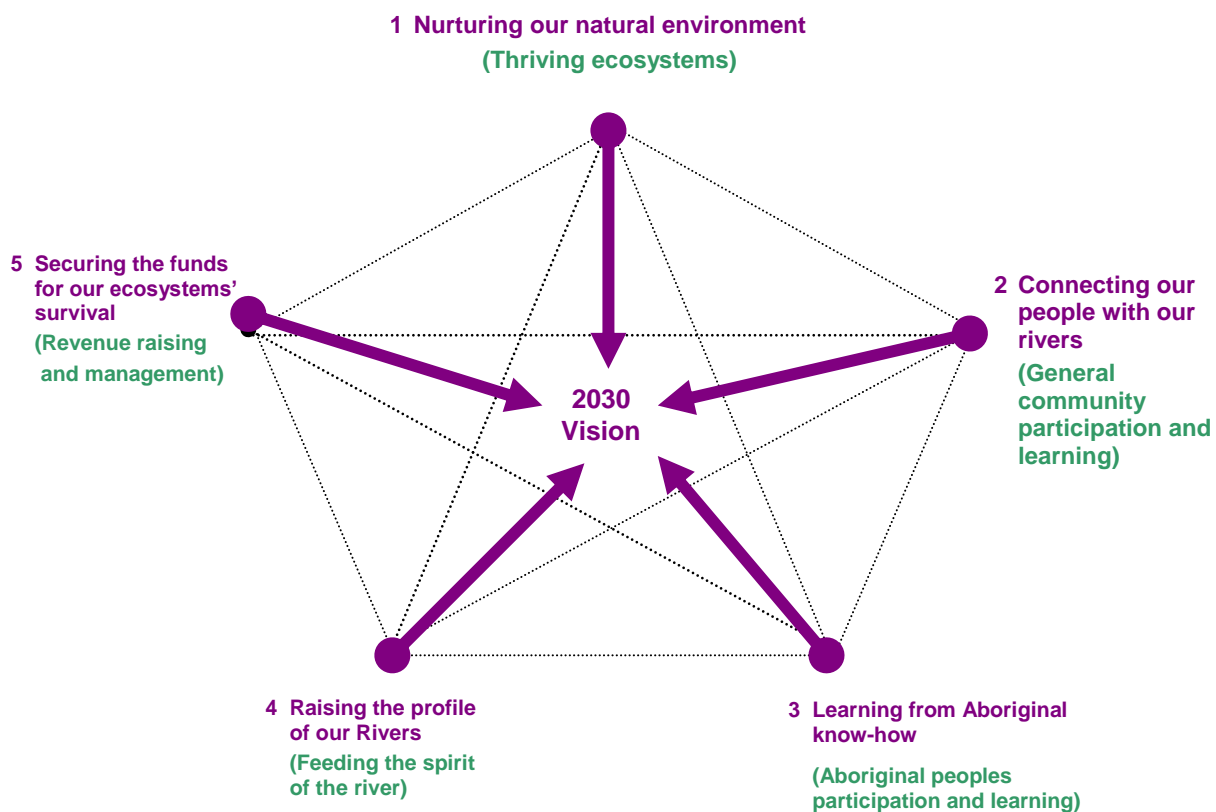 1 Nurturing our natural environment
(Thriving ecosystems)
5 Securing the funds
for our ecosystems’
survival
(Revenue raising
and management)
2 Connecting our
people with our
rivers
(General
community
participation and
learning)
2030
Vision
4 Raising the profile
of our Rivers
(Feeding the spirit
of the river)
3 Learning from Aboriginal
know-how
(Aboriginal peoples
participation and learning)